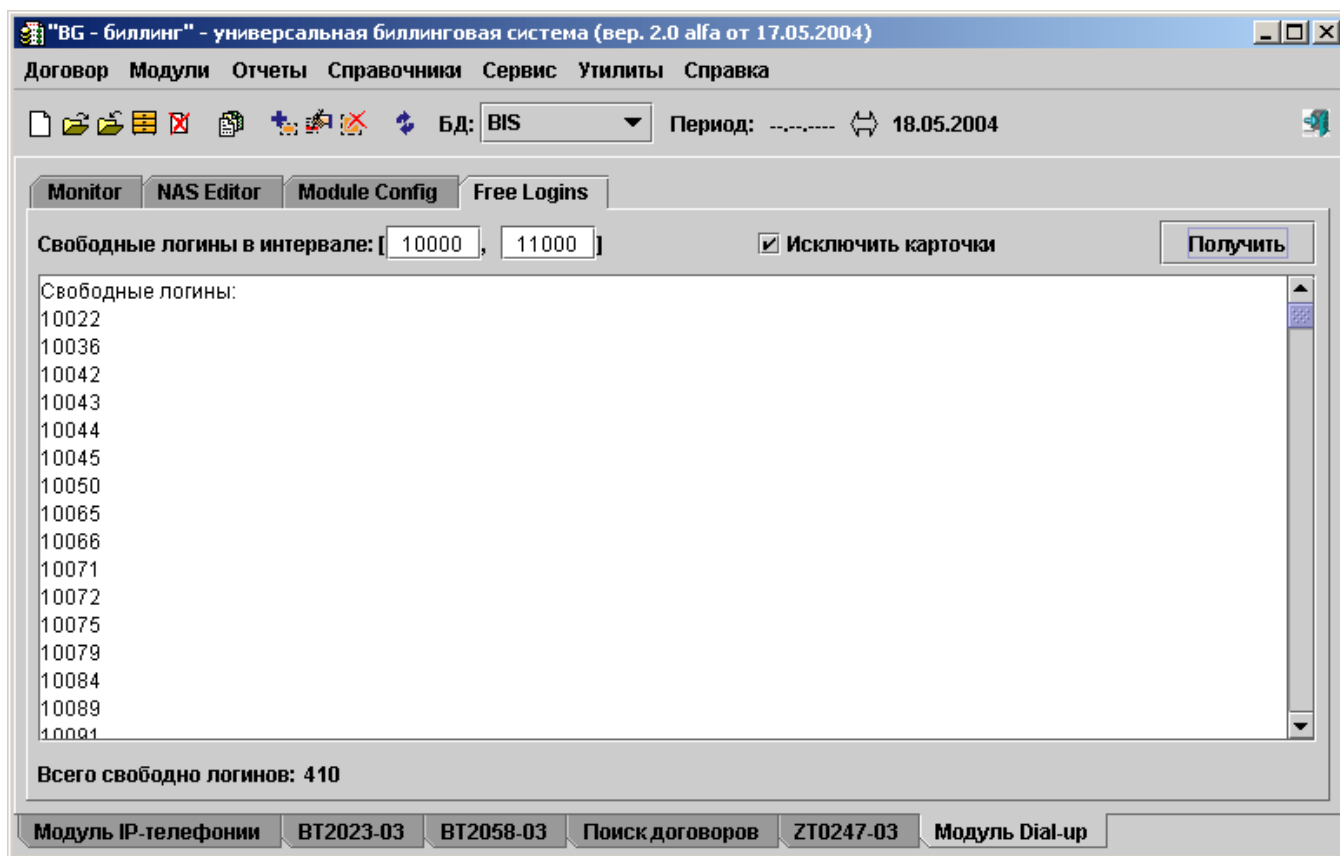 "BG - биллинг" - универсальная биллинговая система (вер. 2.0 alfa от 17.05.2004)
Договор Модули Отчеты Справочники Сервис Утилиты Справка
БД: BIS Период: --.--.---- 18.05.2004
Monitor NAS Editor Module Config Free Logins
Свободные логины в интервале: [ 10000 , 11000 ] Исключить карточки Получить
Свободные логины:
10022
10036
10042
10043
10044
10045
10050
10065
10066
10071
10072
10075
10079
10084
10089
10091
Всего свободно логинов: 410
Модуль IP-телефонии BT2023-03 BT2058-03 Поиск договоров ZT0247-03 Модуль Dial-up